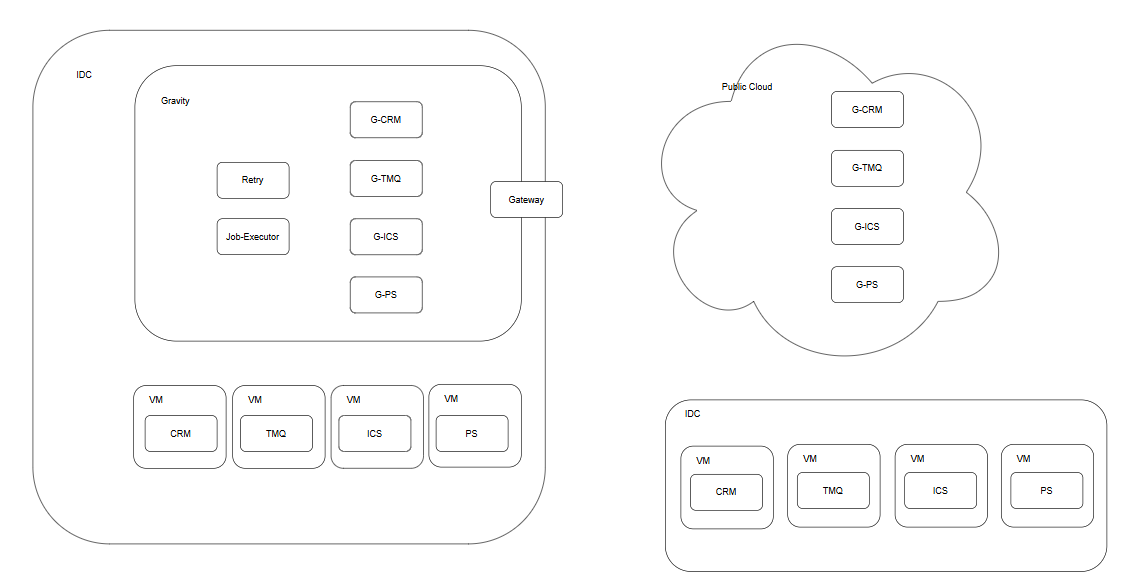 IDC
Gravity
G-CRM
Retry
G-TMQ
Gateway
Job-Executor
G-ICS
G-PS
VM
CRM
VM
TMQ
VM
ICS
VM
PS
Public Cloud
G-CRM
G-TMQ
G-ICS
G-PS
IDC
VM
CRM
VM
TMQ
VM
ICS
VM
PS